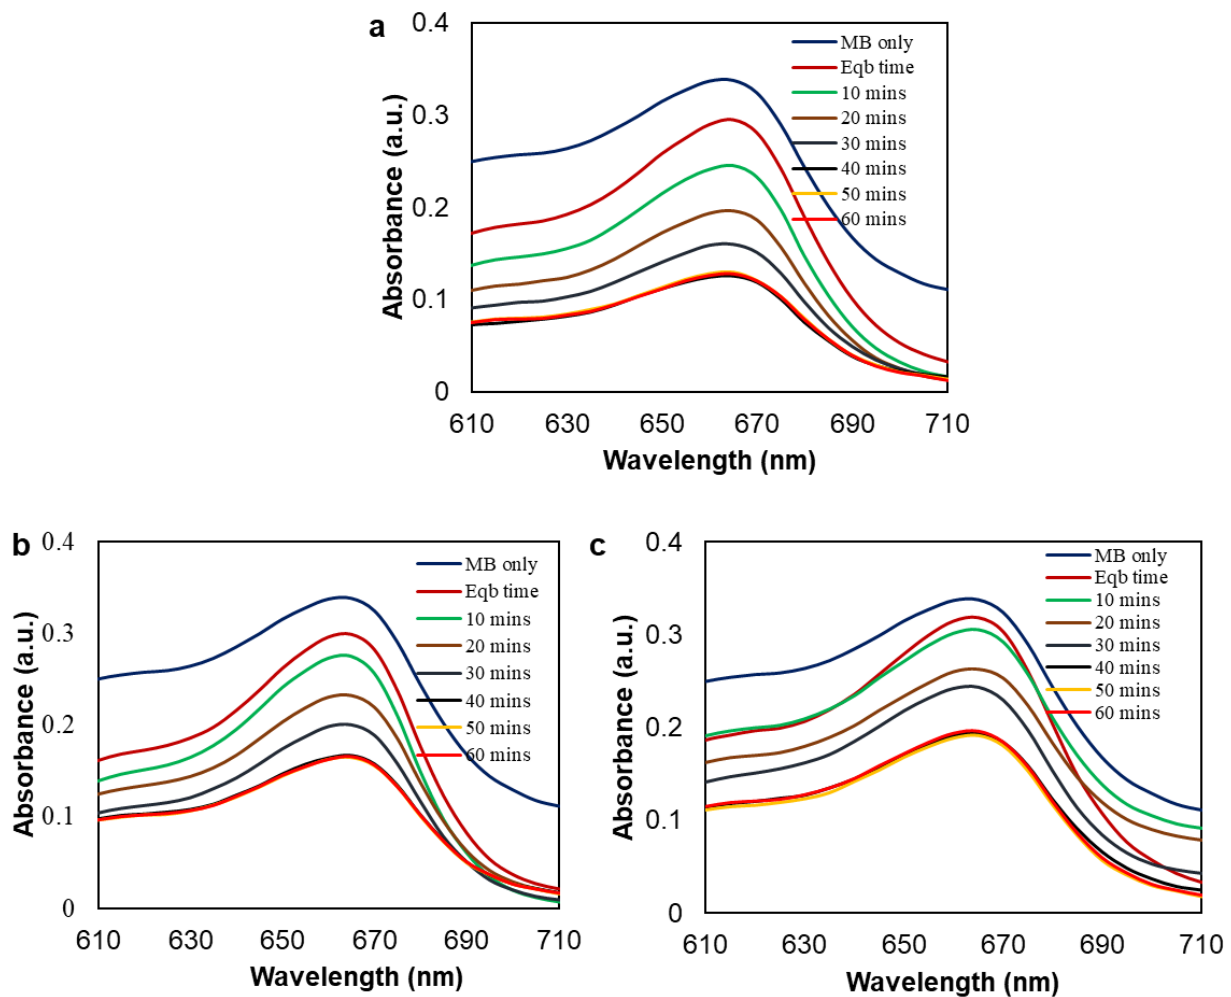 a
0.4
0.3
0.2
0.1
0
Absorbance (a.u.)
MB only
Eqb time
10 mins
20 mins
30 mins
40 mins
50 mins
60 mins
610 630 650 670 690 710
Wavelength (nm)
b
0.4
0.3
0.2
0.1
0
Absorbance (a.u.)
MB only
Eqb time
10 mins
20 mins
30 mins
40 mins
50 mins
60 mins
610 630 650 670 690 710
Wavelength (nm)
c
0.4
0.3
0.2
0.1
0
Absorbance (a.u.)
MB only
Eqb time
10 mins
20 mins
30 mins
40 mins
50 mins
60 mins
610 630 650 670 690 710
Wavelength (nm)